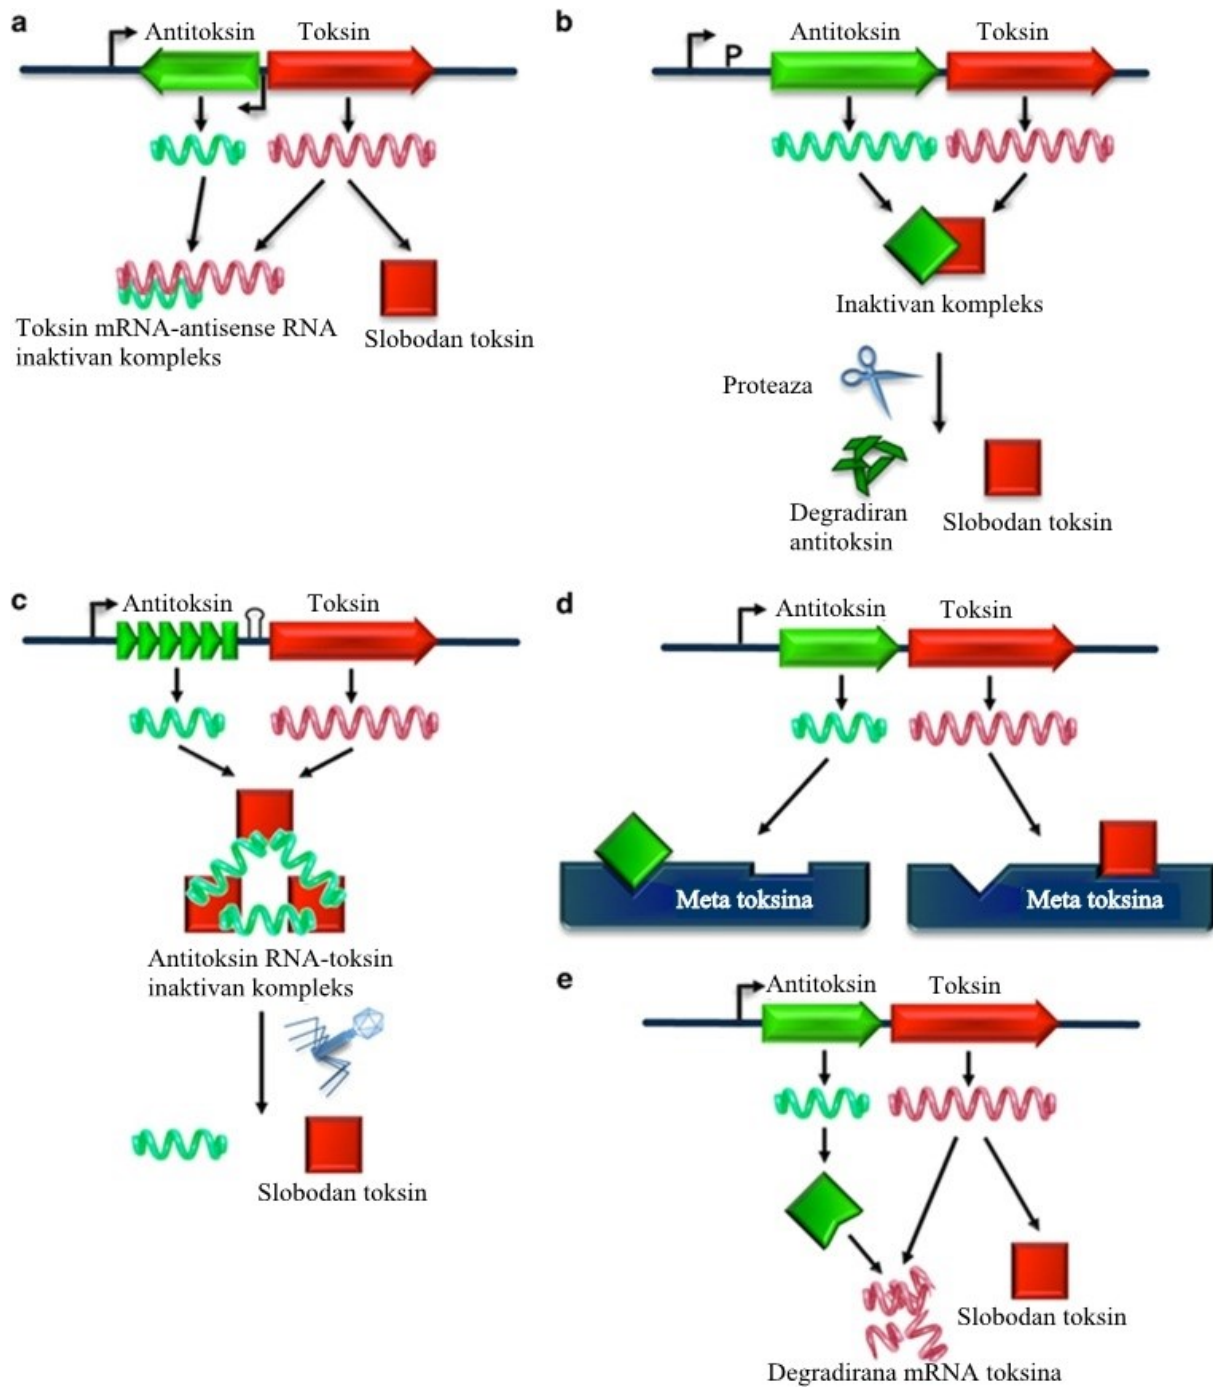 a
Antitoksin
Toksin
Toksin mRNA-antisense RNA
inaktivan kompleks
Slobodan toksin
b
P
Antitoksin
Toksin
Inaktivan kompleks
Proteaza
Degradiran
antitoksin
Slobodan toksin
c
Antitoksin
Toksin
Antitoksin RNA-toksin
inaktivan kompleks
Slobodan toksin
d
Antitoksin
Toksin
Meta toksina
Meta toksina
e
Antitoksin
Toksin
Slobodan toksin
Degradirana mRNA toksina